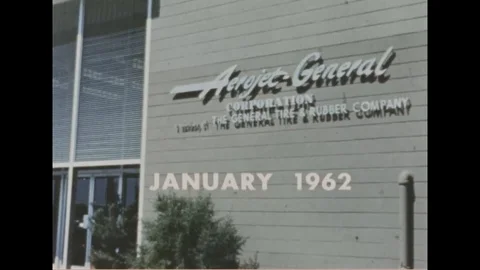 Aerojet-General
CORPORATION
A SUBSIDIARY OF THE GENERAL TIRE & RUBBER COMPANY
JANUARY 1962